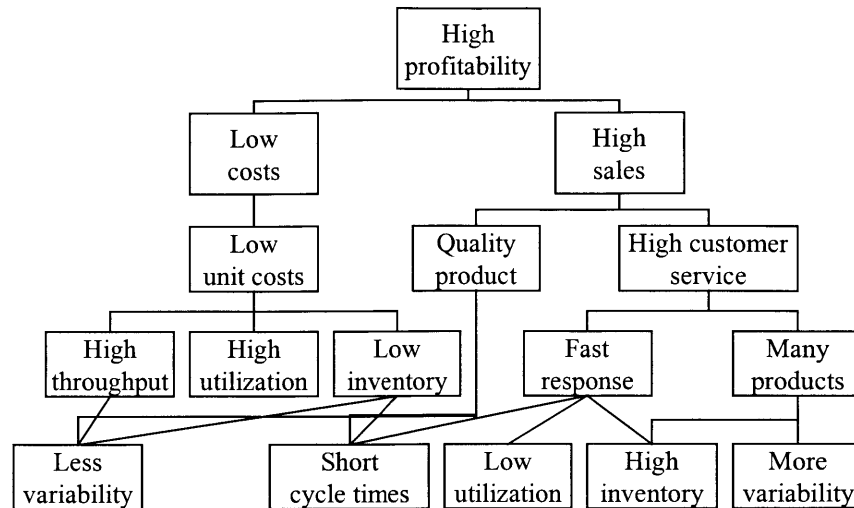 High
profitability
Low
costs
High
sales
Low
unit costs
Quality
product
High customer
service
High
throughput
High
utilization
Low
inventory
Fast
response
Many
products
Less
variability
Short
cycle times
Low
utilization
High
inventory
More
variability